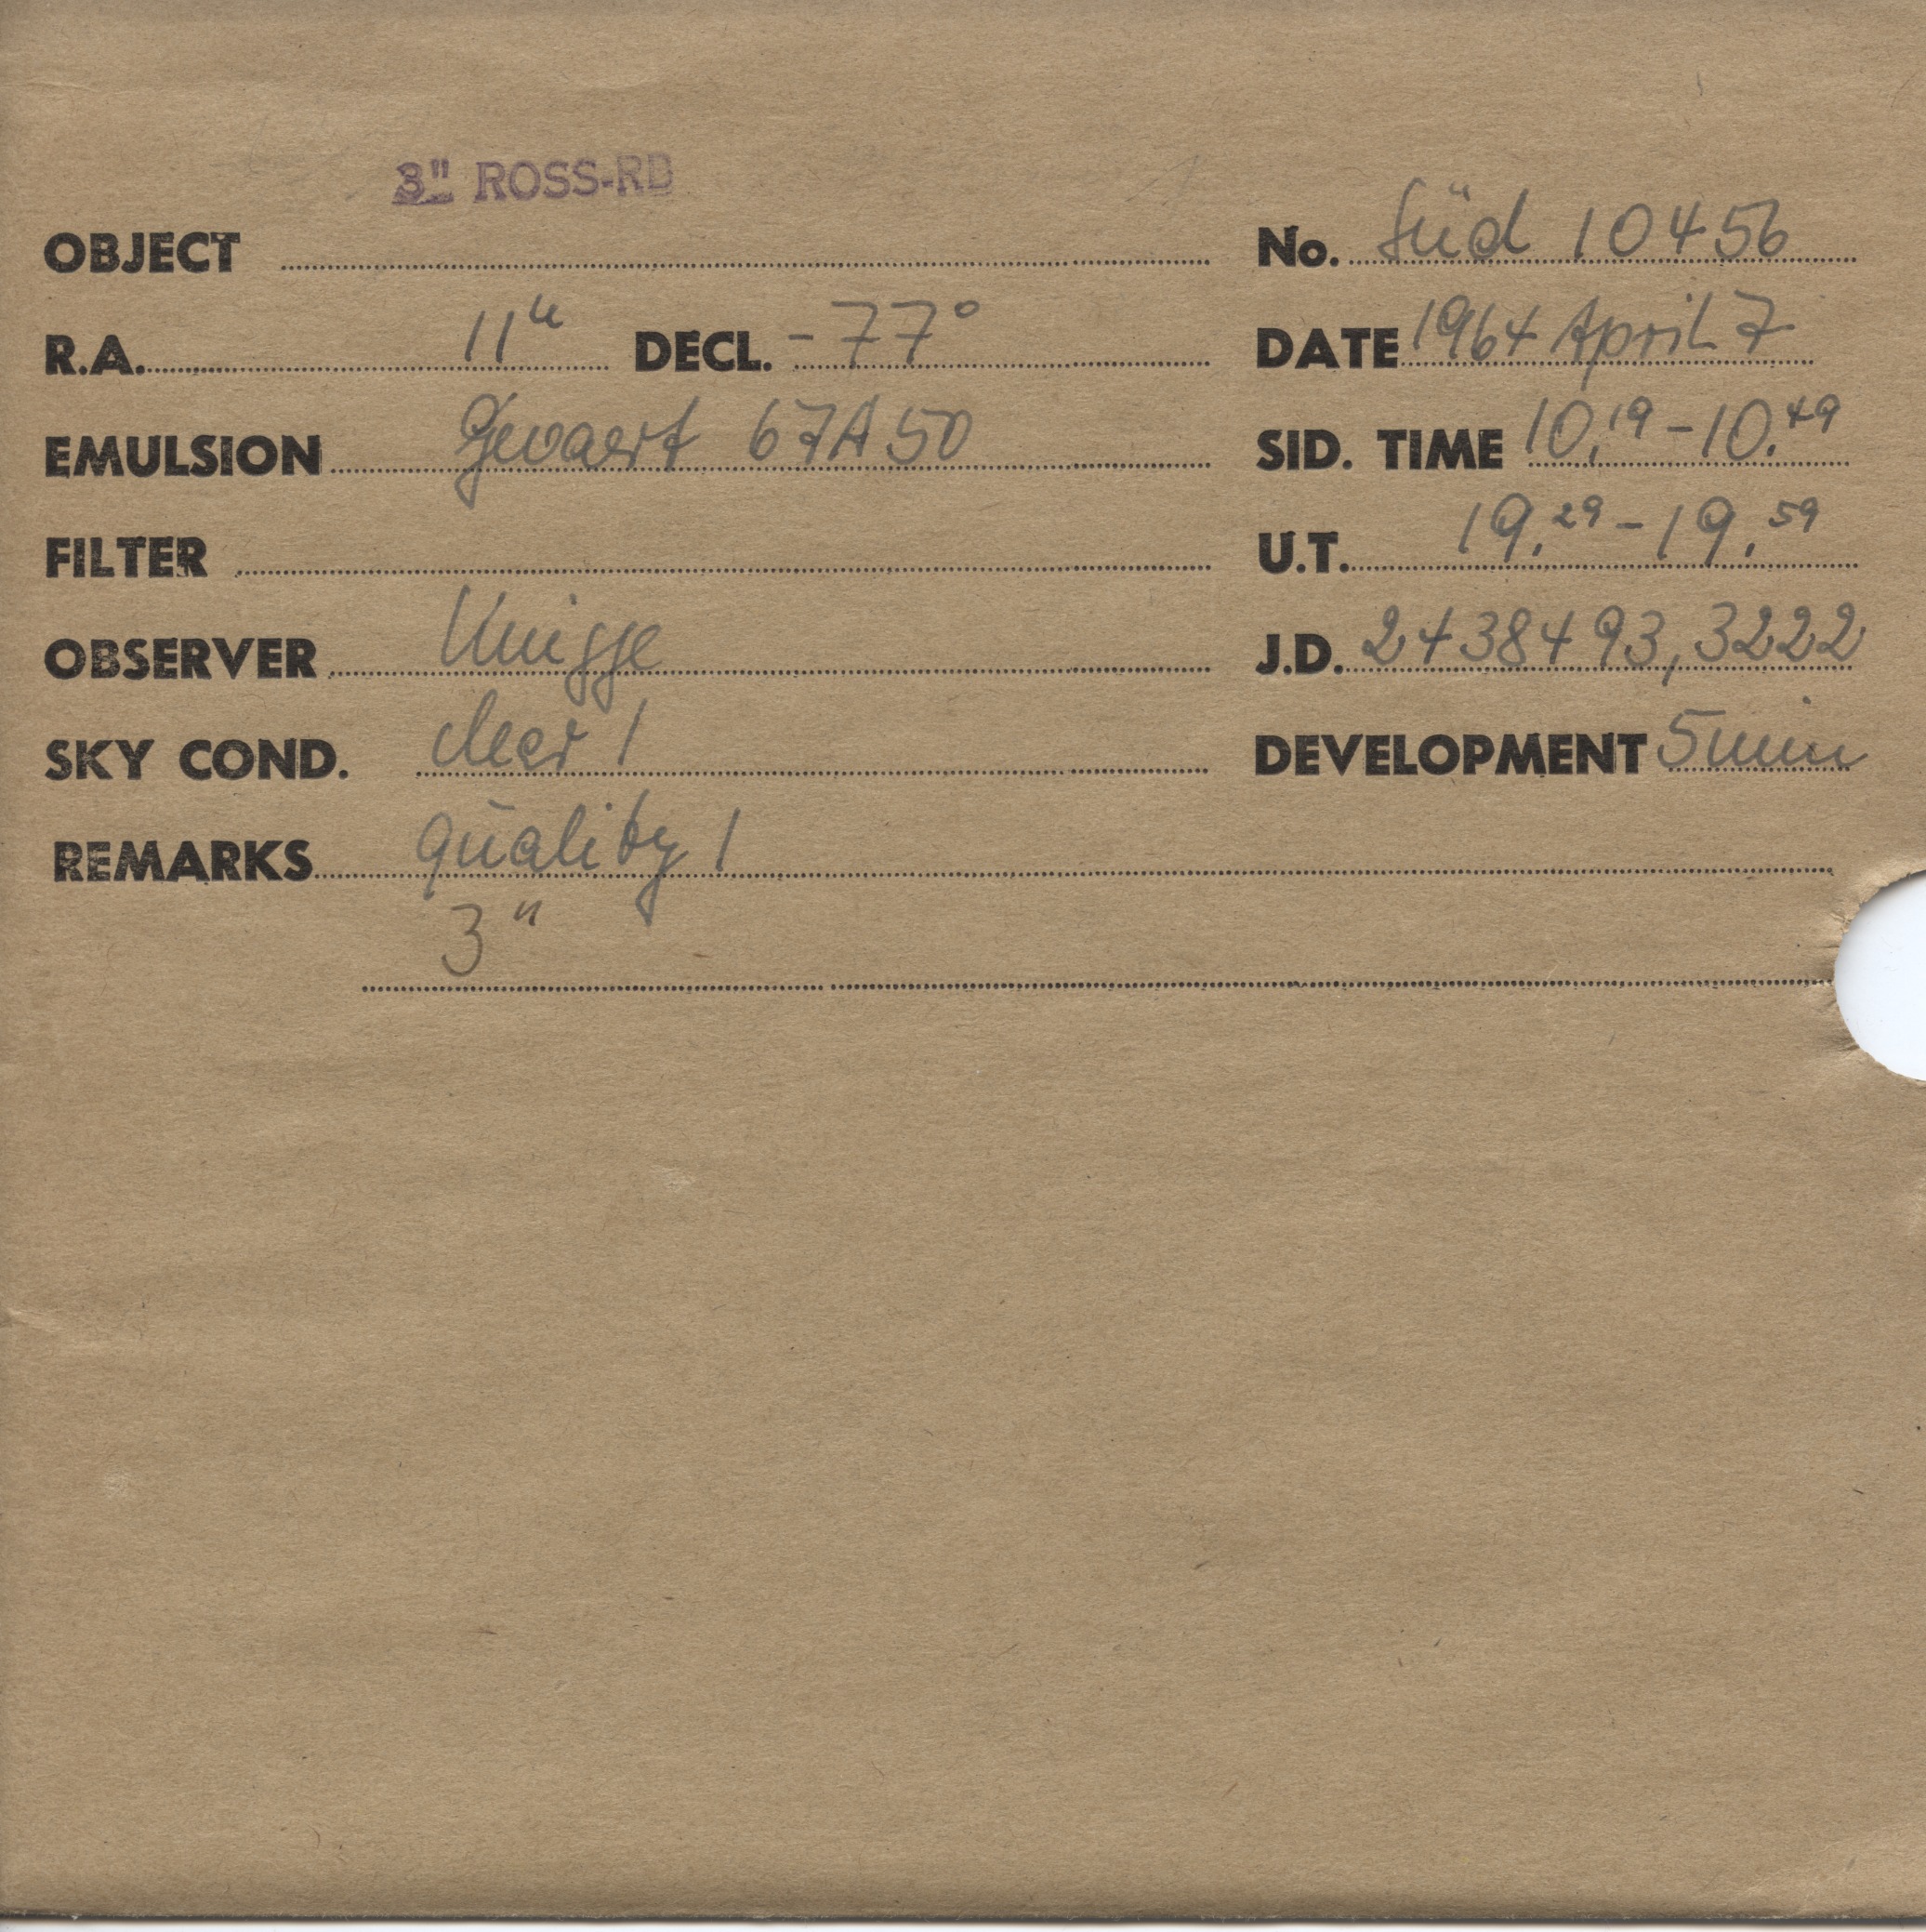 3" ROSS-RB
OBJECT
No. Süd 10456
R.A. 11h DECL. -77°
DATE 1964 April 7
EMULSION Gevaert 67A50
SID. TIME 10.19 - 10.49
FILTER
U.T. 19.29 - 19.59
OBSERVER Knigge
J.D. 2438493,3222
SKY COND. clear 1
DEVELOPMENT 5min
REMARKS quality 1
3"